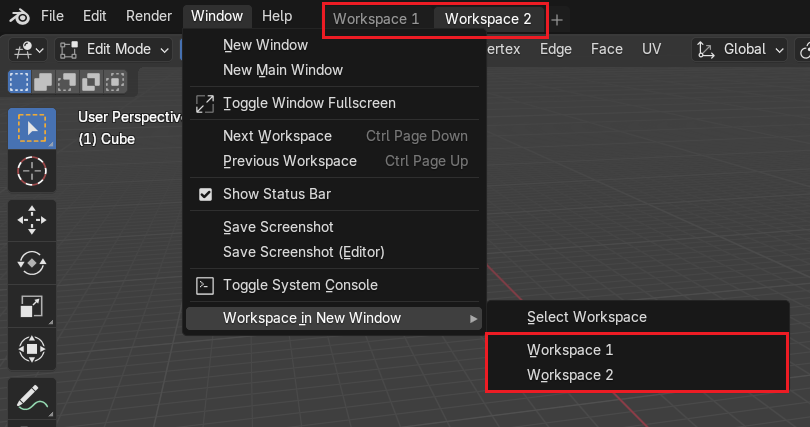 File Edit Render Window Help Workspace 1 Workspace 2 +
Edit Mode ertex Edge Face UV Global
User Perspective
(1) Cube
New Window
New Main Window
Toggle Window Fullscreen
Next Workspace Ctrl Page Down
Previous Workspace Ctrl Page Up
Show Status Bar
Save Screenshot
Save Screenshot (Editor)
Toggle System Console
Workspace in New Window
Select Workspace
Workspace 1
Workspace 2